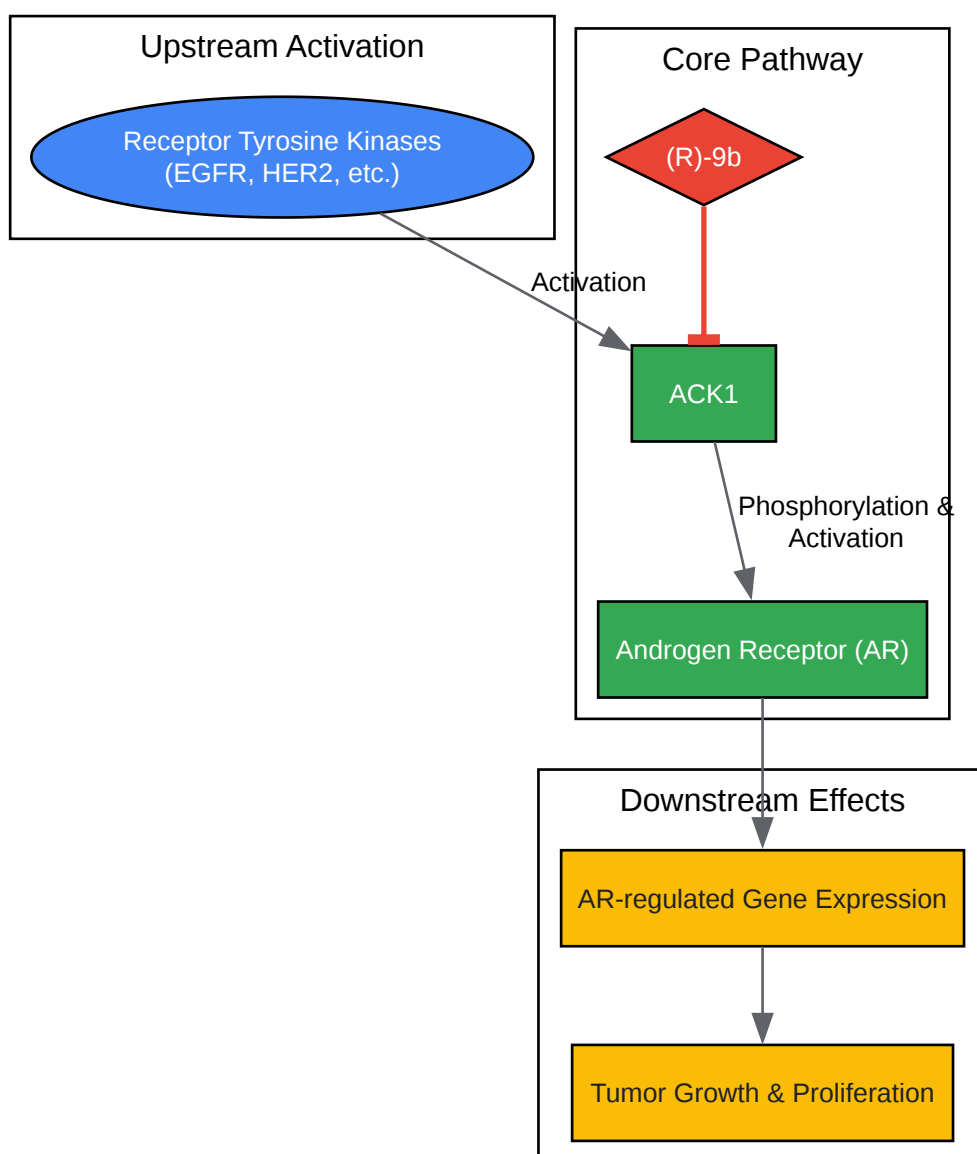 Upstream Activation
Receptor Tyrosine Kinases
(EGFR, HER2, etc.)
Core Pathway
(R)-9b
Activation
ACK1
Phosphorylation &
Activation
Androgen Receptor (AR)
Downstream Effects
AR-regulated Gene Expression
Tumor Growth & Proliferation